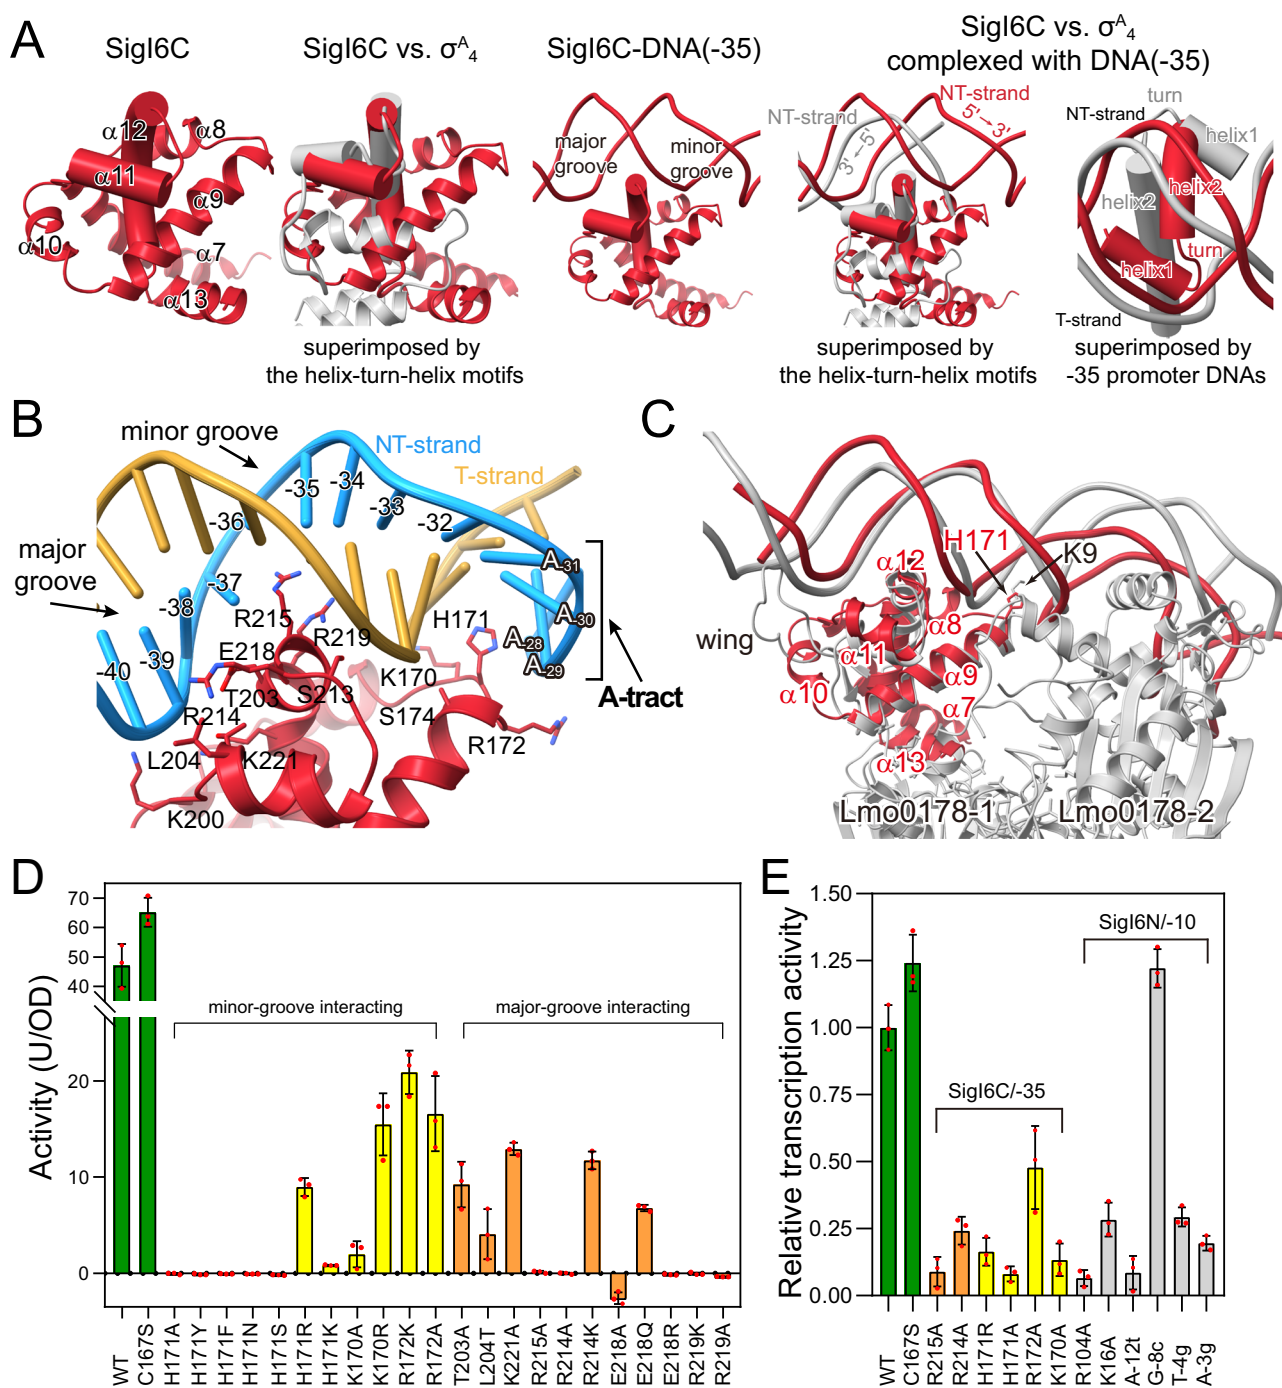 A
SigI6C
SigI6C vs. σᴬ₄
SigI6C-DNA(-35)
SigI6C vs. σᴬ₄
complexed with DNA(-35)
α12
α8
α11
α9
α10
α7
α13
superimposed by
the helix-turn-helix motifs
major
groove
minor
groove
NT-strand
NT-strand
5'→3'
3'←5'
superimposed by
the helix-turn-helix motifs
turn
NT-strand
helix1
helix2
helix2
turn
helix1
T-strand
superimposed by
-35 promoter DNAs
B
minor groove
NT-strand
T-strand
-35
-34
-33
-32
-36
major
groove
-37
-38
-39
-40
A-31
A-30
A-28
A-29
A-tract
R215
R219
H171
E218
K170
T203
S213
S174
R214
R172
L204
K221
K200
C
H171
K9
α12
wing
α8
α11
α9
α10
α7
α13
Lmo0178-1
Lmo0178-2
D
Activity (U/OD)
70
60
50
40
20
10
0
minor-groove interacting
major-groove interacting
WT
C167S
H171A
H171Y
H171F
H171N
H171S
H171R
H171K
K170A
K170R
R172K
R172A
T203A
L204T
K221A
R215A
R214A
R214K
E218A
E218Q
E218R
R219K
R219A
E
Relative transcription activity
1.50
1.25
1.00
0.75
0.50
0.25
0.00
SigI6N/-10
SigI6C/-35
WT
C167S
R215A
R214A
H171R
H171A
R172A
K170A
R104A
K16A
A-12t
G-8c
T-4g
A-3g